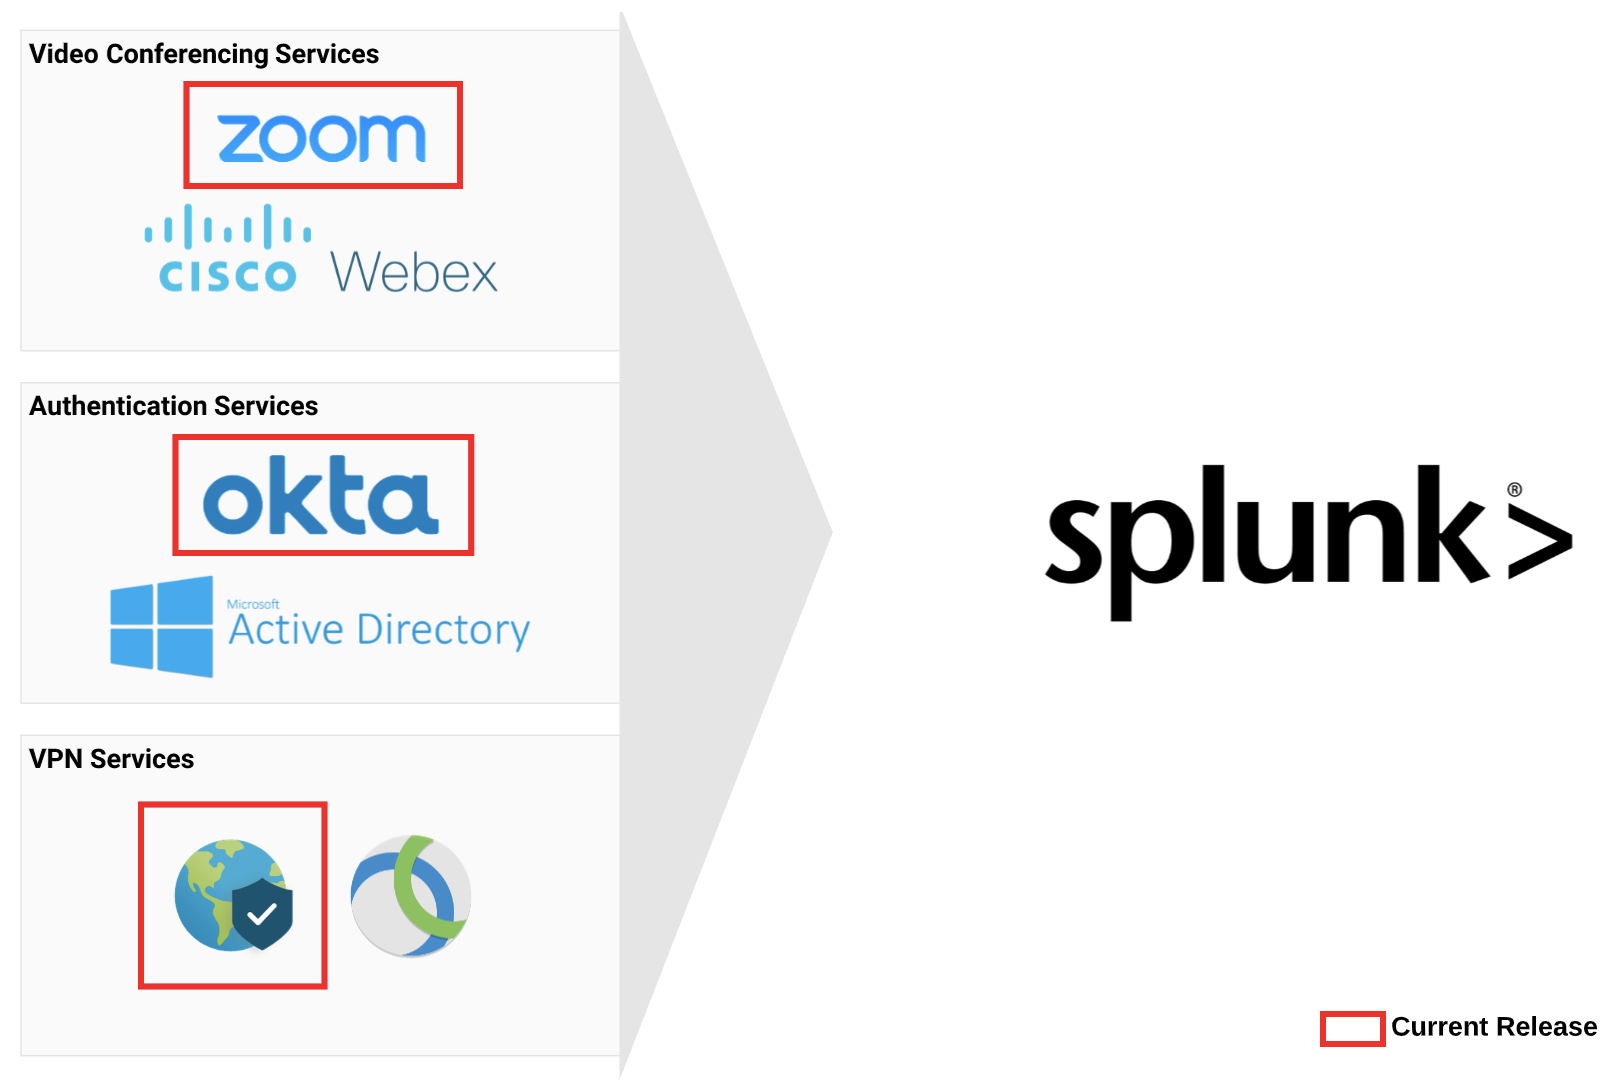 Video Conferencing Services
zoom
cisco Webex
Authentication Services
okta
Microsoft
Active Directory
VPN Services
splunk>®
Current Release